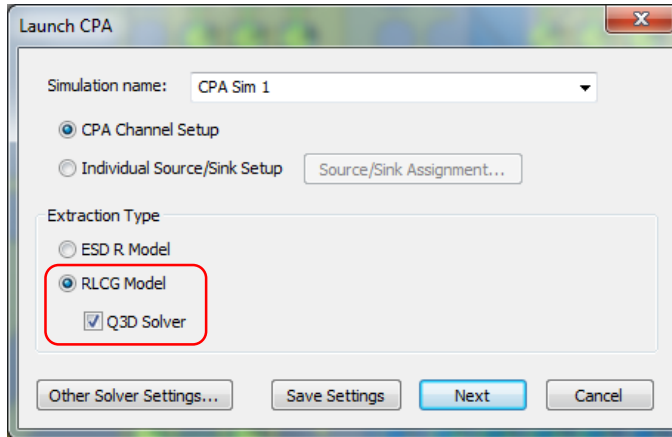 Launch CPA
Simulation name: CPA Sim 1
CPA Channel Setup
Individual Source/Sink Setup Source/Sink Assignment...
Extraction Type
ESD R Model
RLCG Model
Q3D Solver
Other Solver Settings... Save Settings Next Cancel